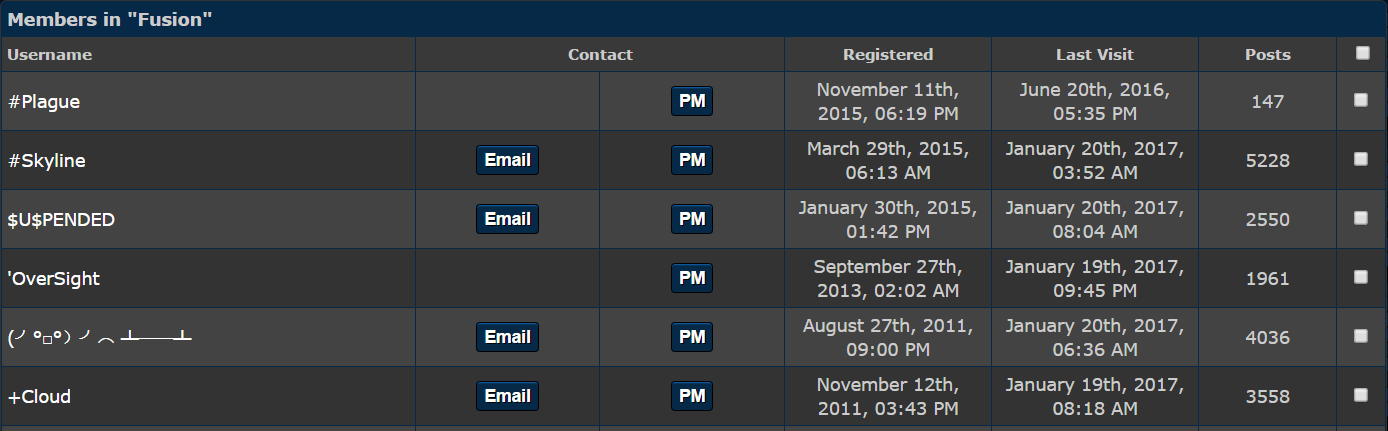 Members in "Fusion"
Username Contact Registered Last Visit Posts
#Plague PM November 11th, 2015, 06:19 PM June 20th, 2016, 05:35 PM 147
#Skyline Email PM March 29th, 2015, 06:13 AM January 20th, 2017, 03:52 AM 5228
$U$PENDED Email PM January 30th, 2015, 01:42 PM January 20th, 2017, 08:04 AM 2550
'OverSight PM September 27th, 2013, 02:02 AM January 19th, 2017, 09:45 PM 1961
(╯°□°）╯︵ ┻━┻ Email PM August 27th, 2011, 09:00 PM January 20th, 2017, 06:36 AM 4036
+Cloud Email PM November 12th, 2011, 03:43 PM January 19th, 2017, 08:18 AM 3558